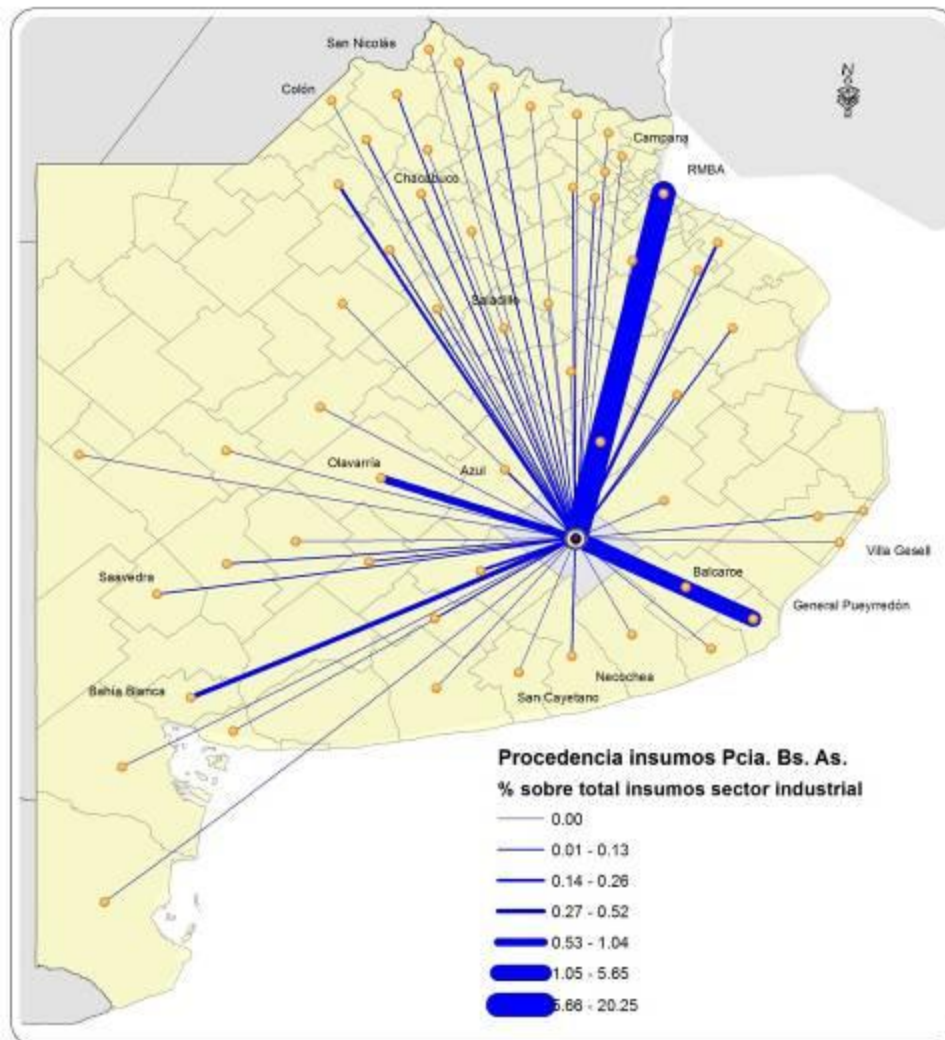 San Nicolás
Colón
N
Campana
RMBA
Chacabuco
Saladillo
Olavarría
Azul
Saavedra
Villa Gesell
Balcarce
General Pueyrredón
Necochea
Bahía Blanca
San Cayetano
Procedencia insumos Pcia. Bs. As.
% sobre total insumos sector industrial
0.00
0.01 - 0.13
0.14 - 0.26
0.27 - 0.52
0.53 - 1.04
1.05 - 5.65
5.66 - 20.25